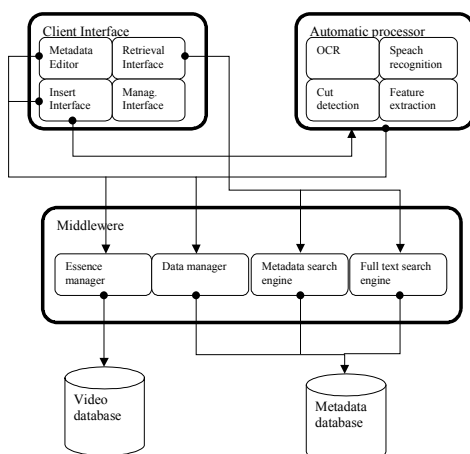 Client Interface
Metadata
Editor
Retrieval
Interface
Insert
Interface
Manag.
Interface
Automatic processor
OCR
Speach
recognition
Cut
detection
Feature
extraction
Middlewere
Essence
manager
Data manager
Metadata search
engine
Full text search
engine
Video
database
Metadata
database